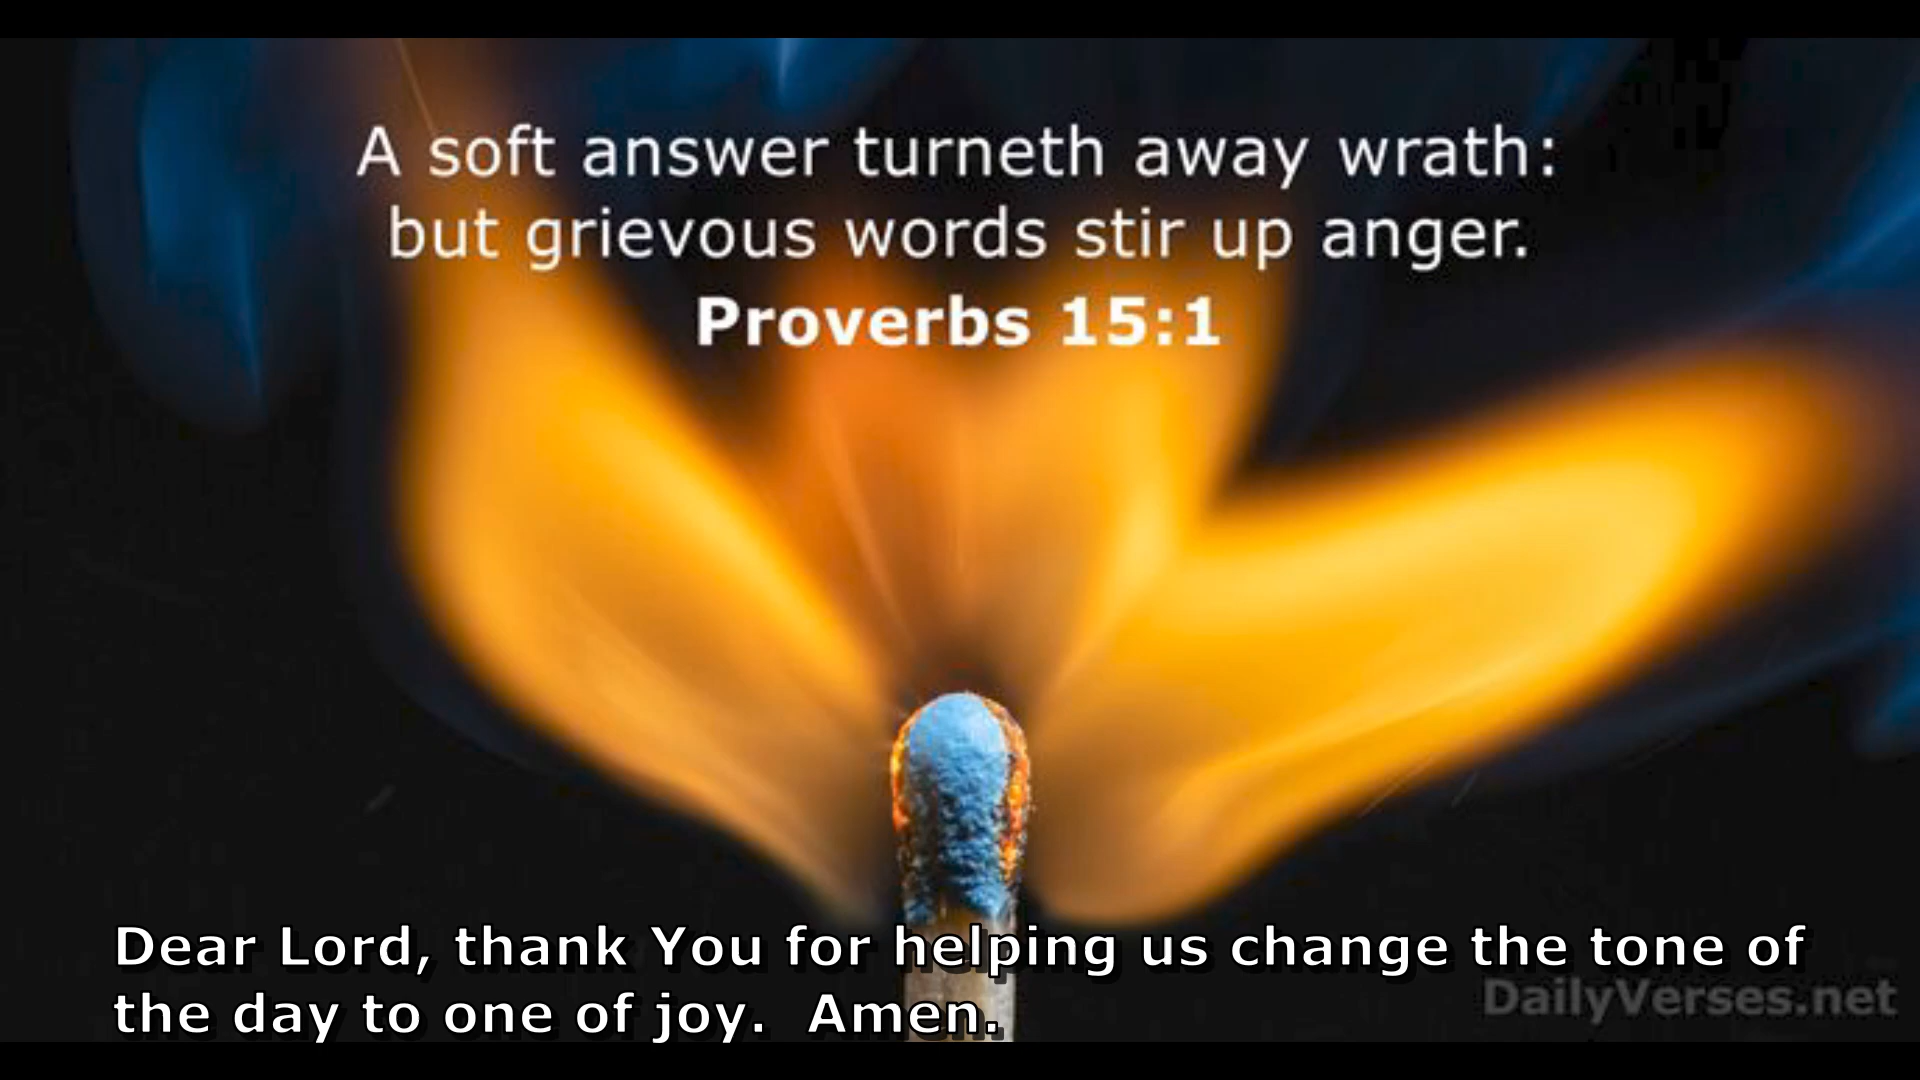 A soft answer turneth away wrath:
but grievous words stir up anger.
Proverbs 15:1
Dear Lord, thank You for helping us change the tone of
the day to one of joy.  Amen.
DailyVerses.net